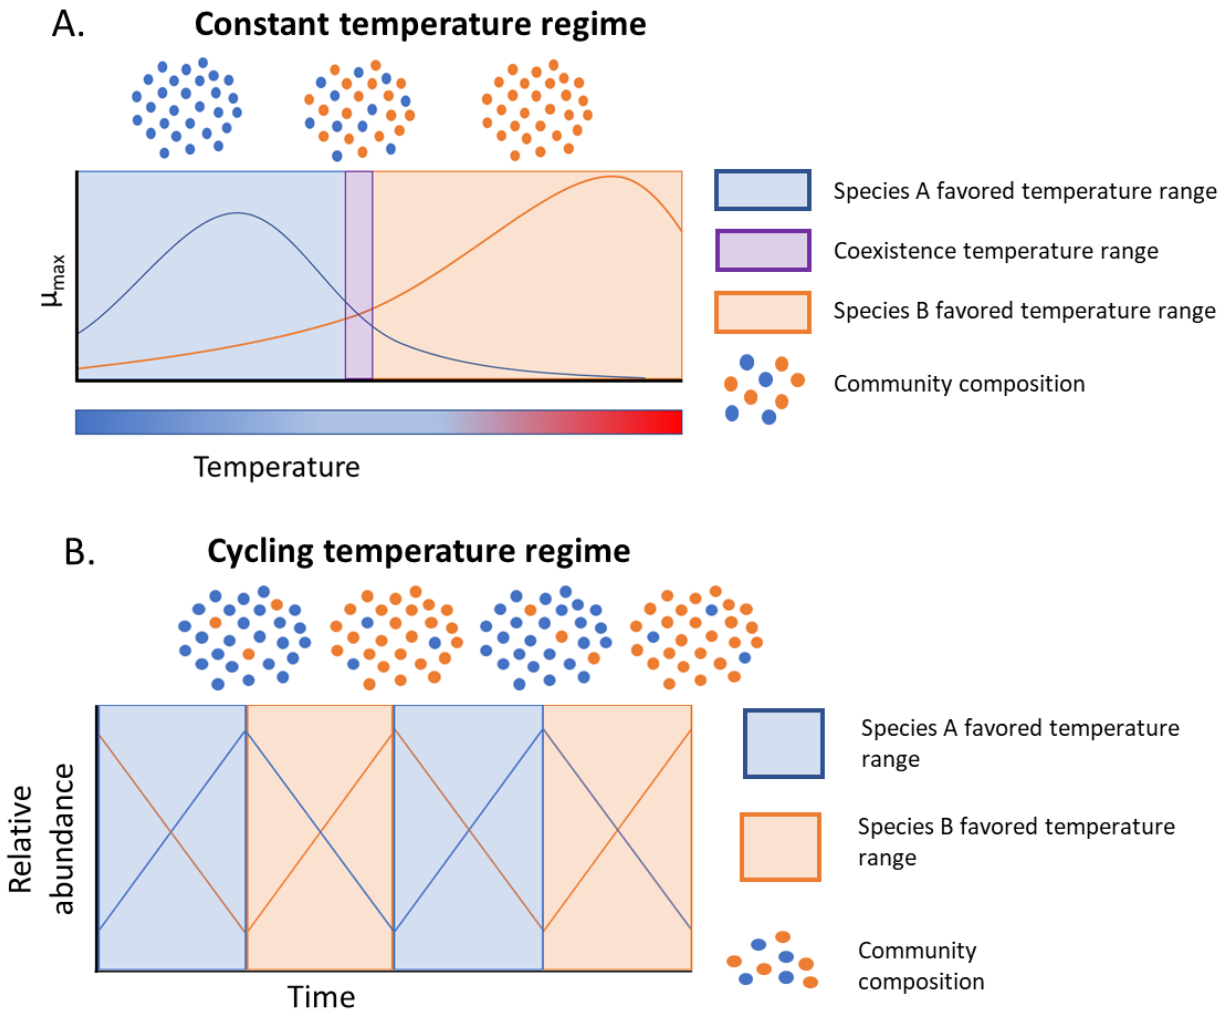 A.
Constant temperature regime
μmax
Temperature
Species A favored temperature range
Coexistence temperature range
Species B favored temperature range
Community composition
B.
Cycling temperature regime
Relative
abundance
Time
Species A favored temperature
range
Species B favored temperature
range
Community
composition